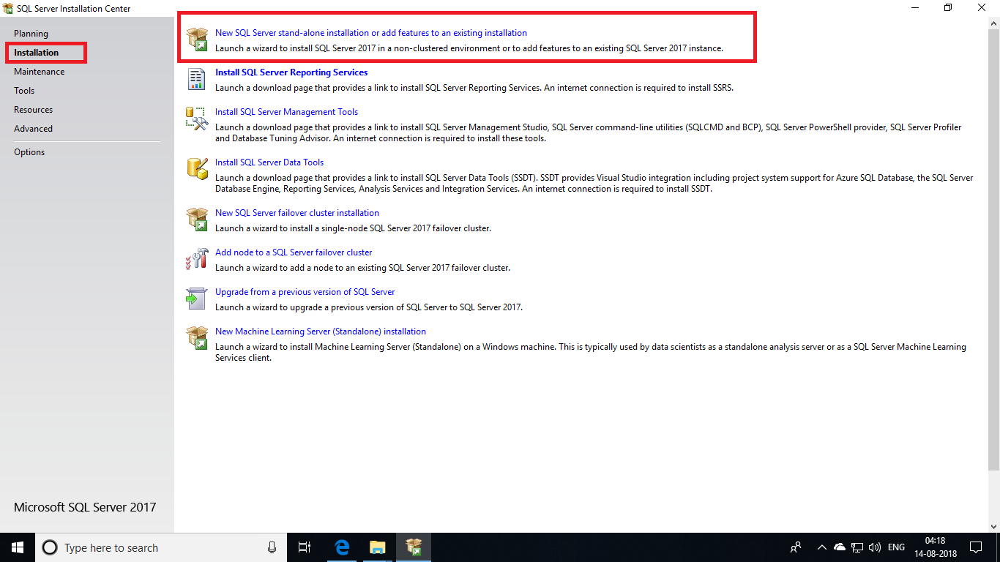 SQL Server Installation Center
Planning
Installation
Maintenance
Tools
Resources
Advanced
Options
Microsoft SQL Server 2017
New SQL Server stand-alone installation or add features to an existing installation
Launch a wizard to install SQL Server 2017 in a non-clustered environment or to add features to an existing SQL Server 2017 instance.
Install SQL Server Reporting Services
Launch a download page that provides a link to install SQL Server Reporting Services. An internet connection is required to install SSRS.
Install SQL Server Management Tools
Launch a download page that provides a link to install SQL Server Management Studio, SQL Server command-line utilities (SQLCMD and BCP), SQL Server PowerShell provider, SQL Server Profiler
and Database Tuning Advisor. An internet connection is required to install these tools.
Install SQL Server Data Tools
Launch a download page that provides a link to install SQL Server Data Tools (SSDT). SSDT provides Visual Studio integration including project system support for Azure SQL Database, the SQL Server
Database Engine, Reporting Services, Analysis Services and Integration Services. An internet connection is required to install SSDT.
New SQL Server failover cluster installation
Launch a wizard to install a single-node SQL Server 2017 failover cluster.
Add node to a SQL Server failover cluster
Launch a wizard to add a node to an existing SQL Server 2017 failover cluster.
Upgrade from a previous version of SQL Server
Launch a wizard to upgrade a previous version of SQL Server to SQL Server 2017.
New Machine Learning Server (Standalone) installation
Launch a wizard to install Machine Learning Server (Standalone) on a Windows machine. This is typically used by data scientists as a standalone analysis server or as a SQL Server Machine Learning
Services client.
Type here to search
ENG
04:18
14-08-2018